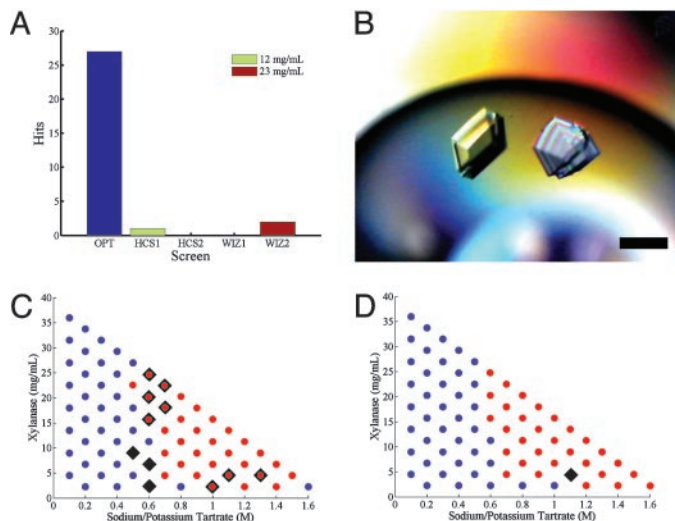 A
30
25
20
15
10
5
0
Hits
12 mg/mL
23 mg/mL
OPT HCS1 HCS2 WIZ1 WIZ2
Screen
B
C
40
35
30
25
20
15
10
5
0
Xylanase (mg/mL)
0 0.2 0.4 0.6 0.8 1.0 1.2 1.4 1.6
Sodium/Potassium Tartrate (M)
D
40
35
30
25
20
15
10
5
0
Xylanase (mg/mL)
0 0.2 0.4 0.6 0.8 1.0 1.2 1.4 1.6
Sodium/Potassium Tartrate (M)